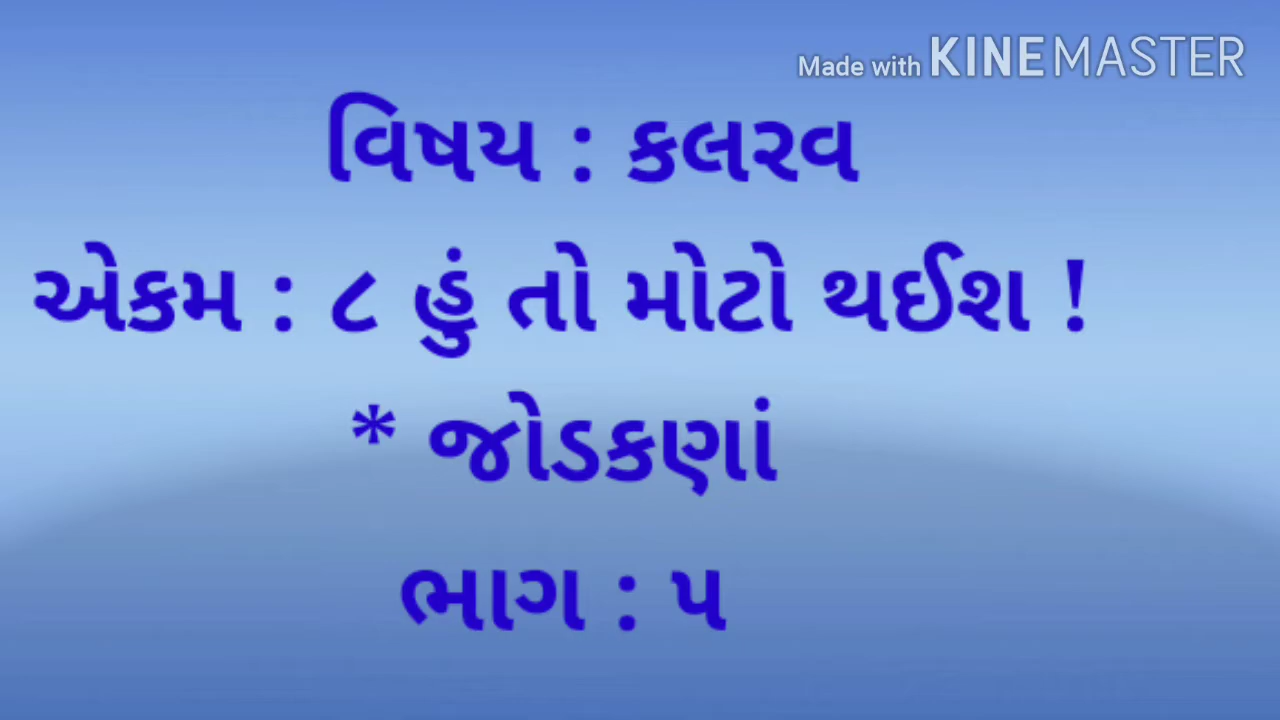 Made with KINEMASTER
વિષય : કલરવ
એકમ : ૮ હું તો મોટો થઈશ !
* જોડકણાં
ભાગ : ૫